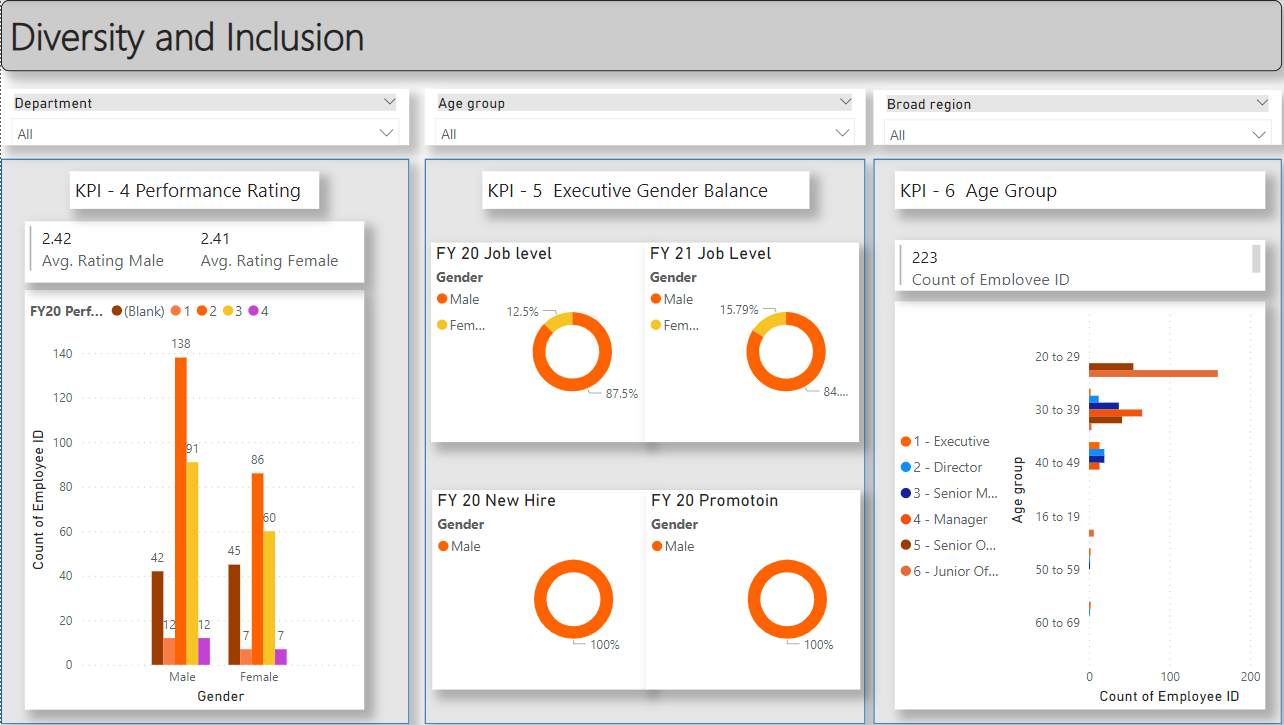 Diversity and Inclusion
Department
All
Age group
All
Broad region
All
KPI - 4 Performance Rating
2.42
Avg. Rating Male
2.41
Avg. Rating Female
FY20 Perf... (Blank) 1 2 3 4
Count of Employee ID
140
120
100
80
60
40
20
0
42
12
138
91
12
45
7
86
60
7
Male
Female
Gender
KPI - 5 Executive Gender Balance
FY 20 Job level
Gender
Male
Fem...
12.5%
87.5%
FY 21 Job Level
Gender
Male
Fem...
15.79%
84....
FY 20 New Hire
Gender
Male
100%
FY 20 Promotoin
Gender
Male
100%
KPI - 6 Age Group
223
Count of Employee ID
1 - Executive
2 - Director
3 - Senior M...
4 - Manager
5 - Senior O...
6 - Junior Of...
Age group
20 to 29
30 to 39
40 to 49
16 to 19
50 to 59
60 to 69
0
100
200
Count of Employee ID